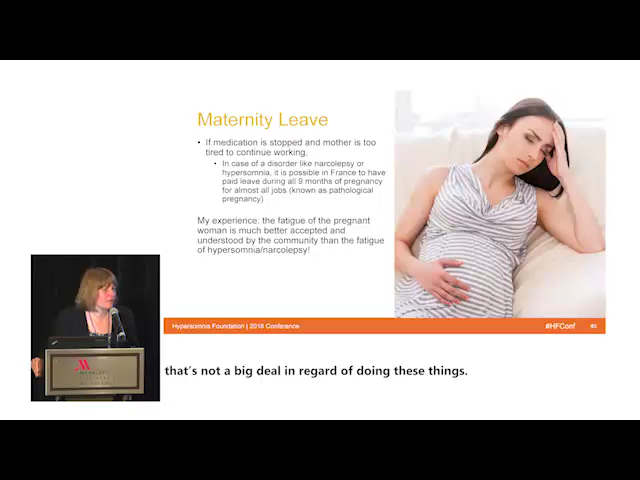 Maternity Leave
• If medication is stopped and mother is too
tired to continue working,
• In case of a disorder like narcolepsy or
hypersomnia, it is possible in France to have
paid leave during all 9 months of pregnancy
for almost all jobs (known as pathological
pregnancy)
My experience: the fatigue of the pregnant
woman is much better accepted and
understood by the community than the fatigue
of hypersomnia/narcolepsy!
Hypersomnia Foundation | 2018 Conference
#HFConf
that's not a big deal in regard of doing these things.